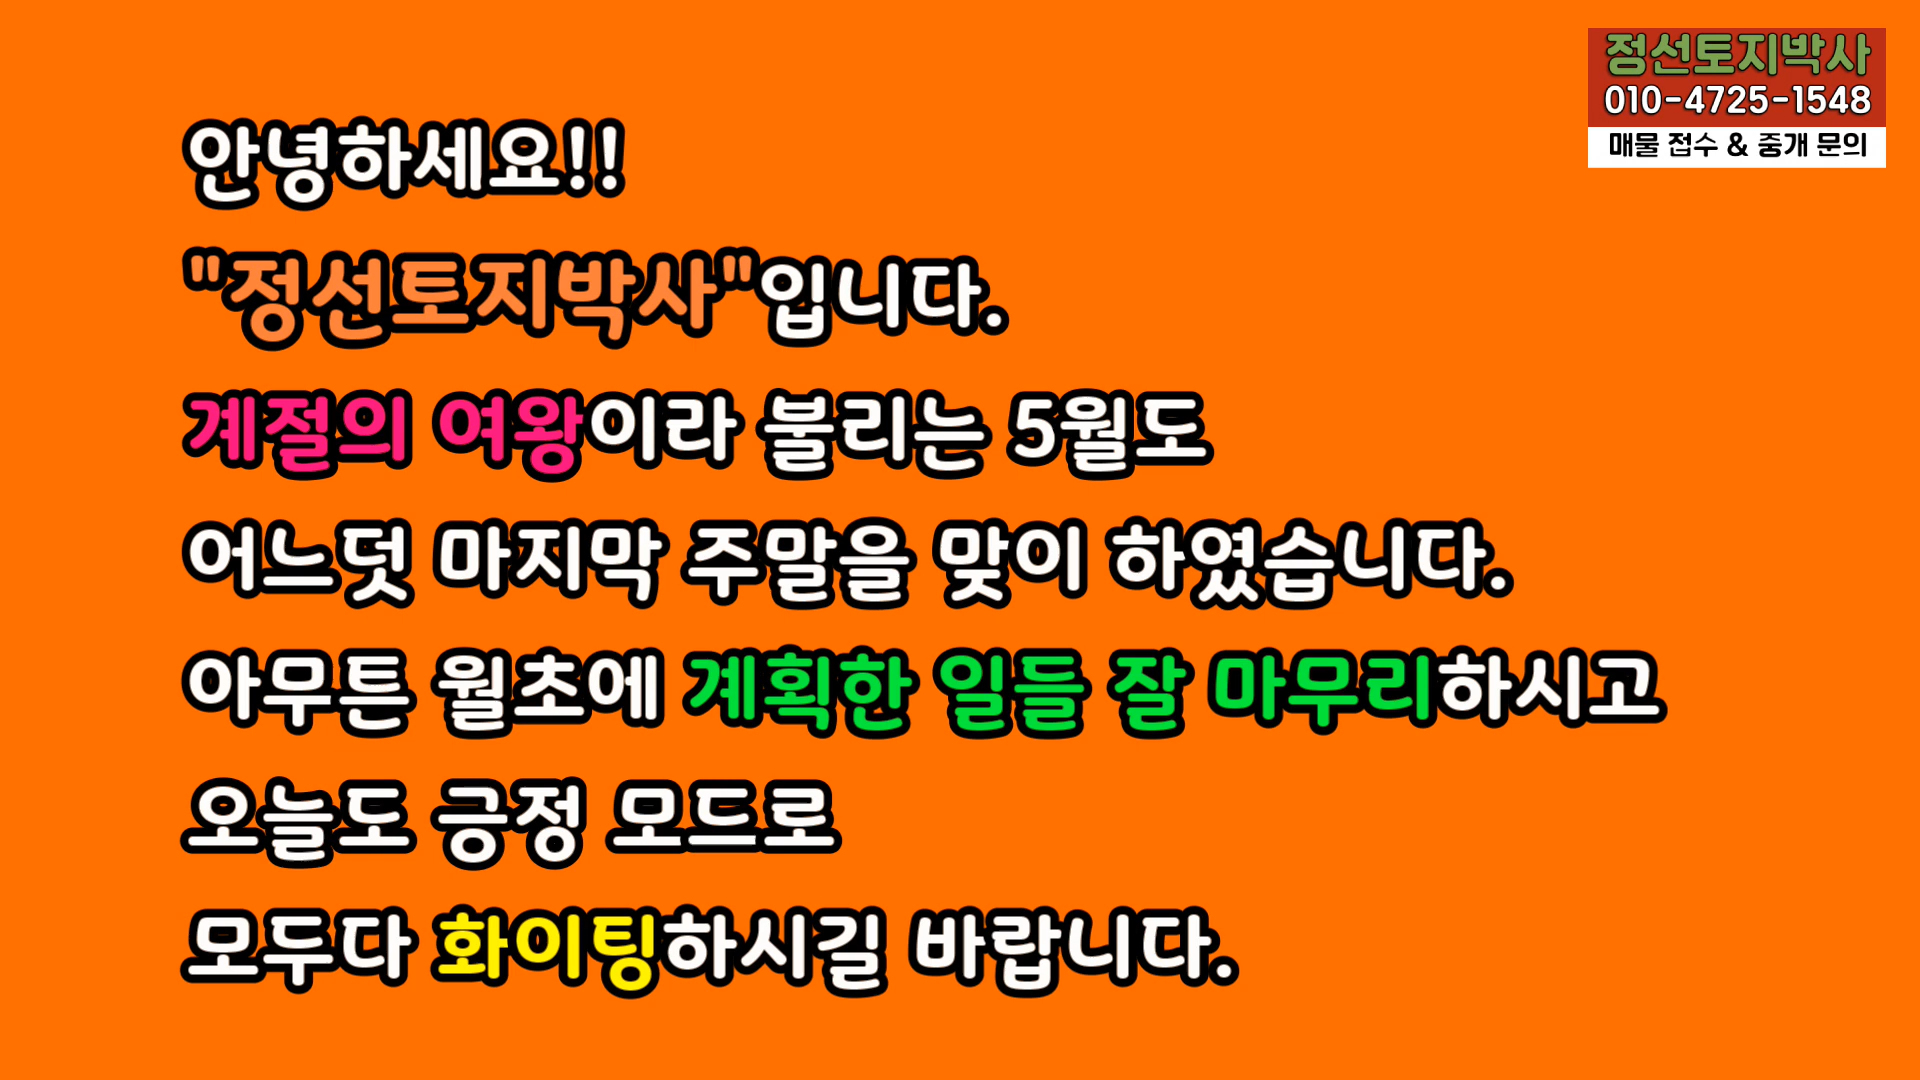 정선토지박사
010-4725-1548
매물 접수 & 중개 문의
안녕하세요!!
"정선토지박사"입니다.
계절의 여왕이라 불리는 5월도
어느덧 마지막 주말을 맞이 하였습니다.
아무튼 월초에 계획한 일들 잘 마무리하시고
오늘도 긍정 모드로
모두다 화이팅하시길 바랍니다.